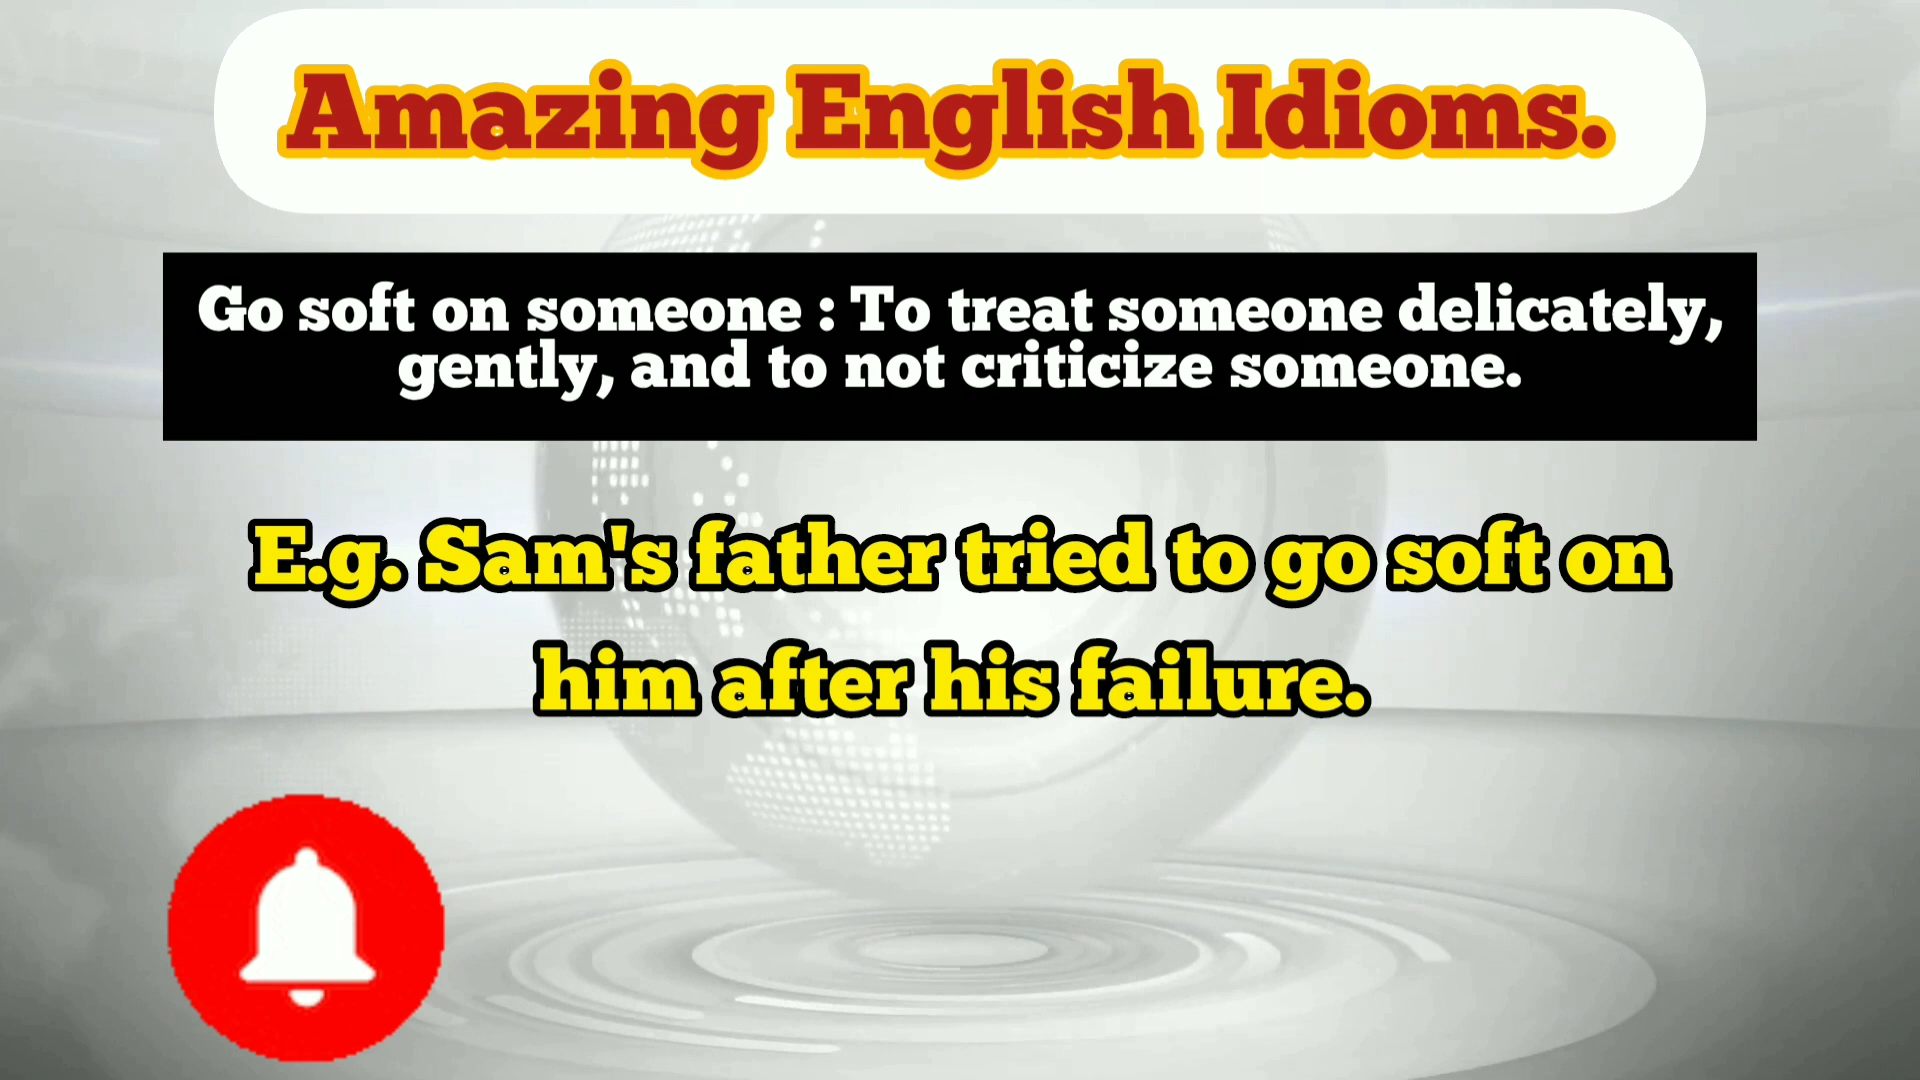 Amazing English Idioms.
Go soft on someone : To treat someone delicately,
gently, and to not criticize someone.
E.g. Sam's father tried to go soft on
him after his failure.